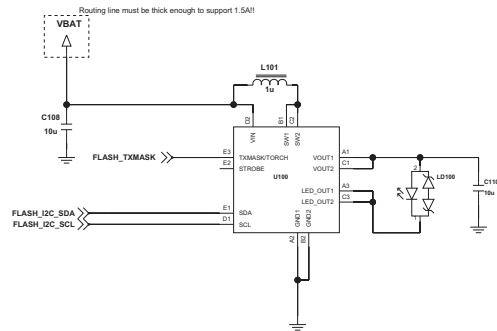 Routing line must be thick enough to support 1.5A!!
VBAT
L101
1u
C108
10u
D2
B1
C2
VIN
SW1
SW2
FLASH_TXMASK
E3
TXMASK/TORCH
VOUT1
A1
E2
STROBE
VOUT2
C1
U100
2
LD100
C110
10u
LED_OUT1
A3
LED_OUT2
C3
1
FLASH_I2C_SDA
E1
SDA
FLASH_I2C_SCL
D1
SCL
GND1
GND2
A2
B2